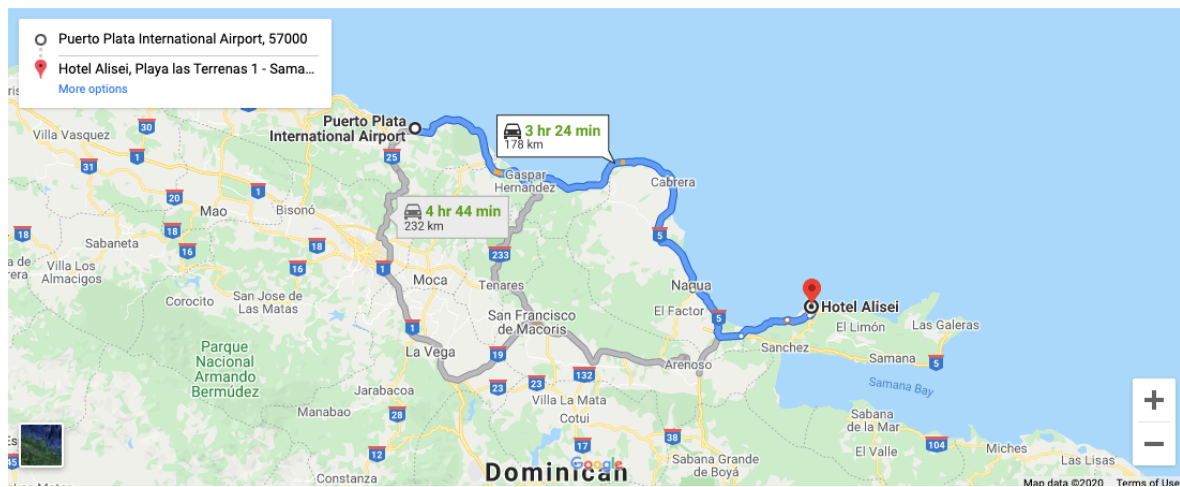 Puerto Plata International Airport, 57000
Hotel Alisei, Playa las Terrenas 1 - Sama...
More options
Puerto Plata
International Airport
3 hr 24 min
178 km
Villa Vasquez
30
1
25
31
Gaspar
Hernandez
Cabrera
20
1
4 hr 44 min
232 km
Mao
Bisonó
18
18
18
5
Sabaneta
16
233
Villa Los
Almacigos
16
1
Moca
Tenares
Nagua
Hotel Alisei
Corocito
San Jose de
Las Matas
El Factor
5
El Limón
Las Galeras
San Francisco
de Macoris
1
Sanchez
Parque
Nacional
Armando
Bermúdez
La Vega
19
Arenoso
Samana
5
132
Samana Bay
Jarabacoa
23
23
Villa La Mata
Manabao
28
Cotui
Sabana
de la Mar
38
17
104
12
Sabana Grande
de Boyá
El Valle
Miches
Las Lisas
45
Constanza
Google
Dominican
Map data ©2020
Terms of Use